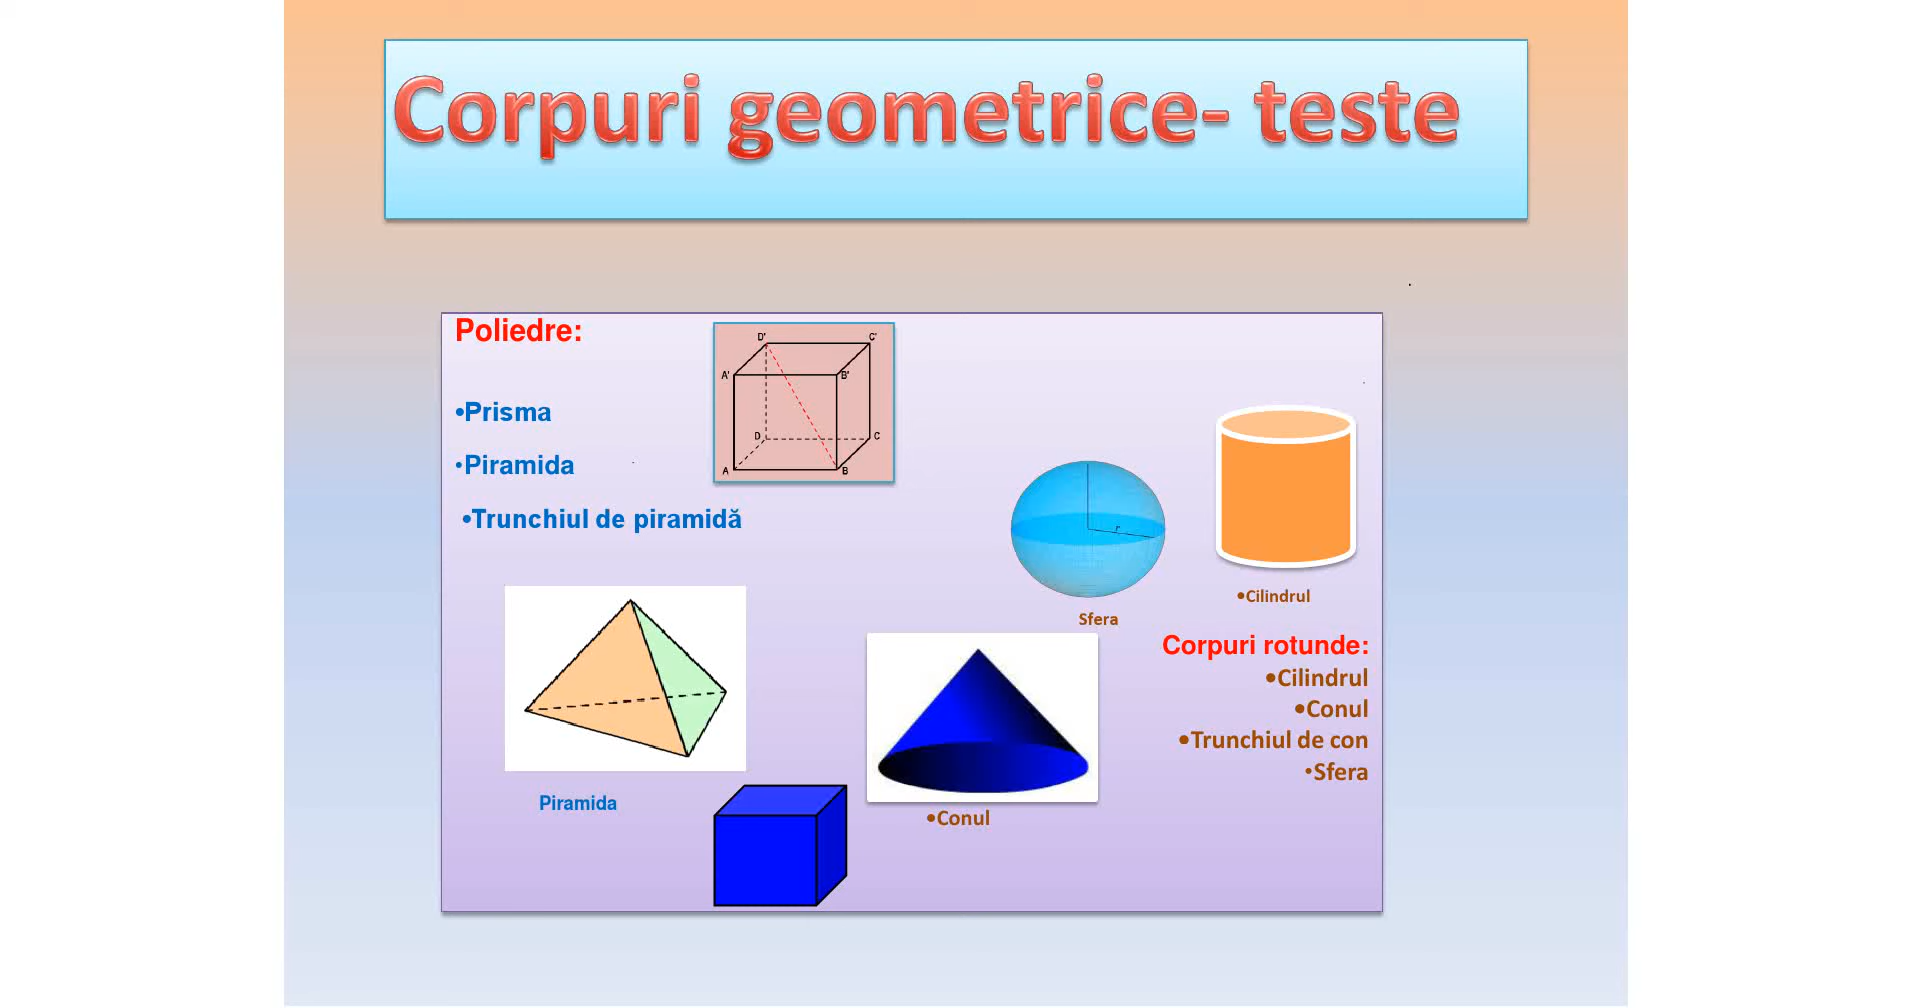 Corpuri geometrice- teste
Poliedre:
•Prisma
•Piramida
•Trunchiul de piramidă
D' C'
A' B'
D C
A B
r
Sfera
•Cilindrul
Corpuri rotunde:
•Cilindrul
•Conul
•Trunchiul de con
•Sfera
Piramida
•Conul